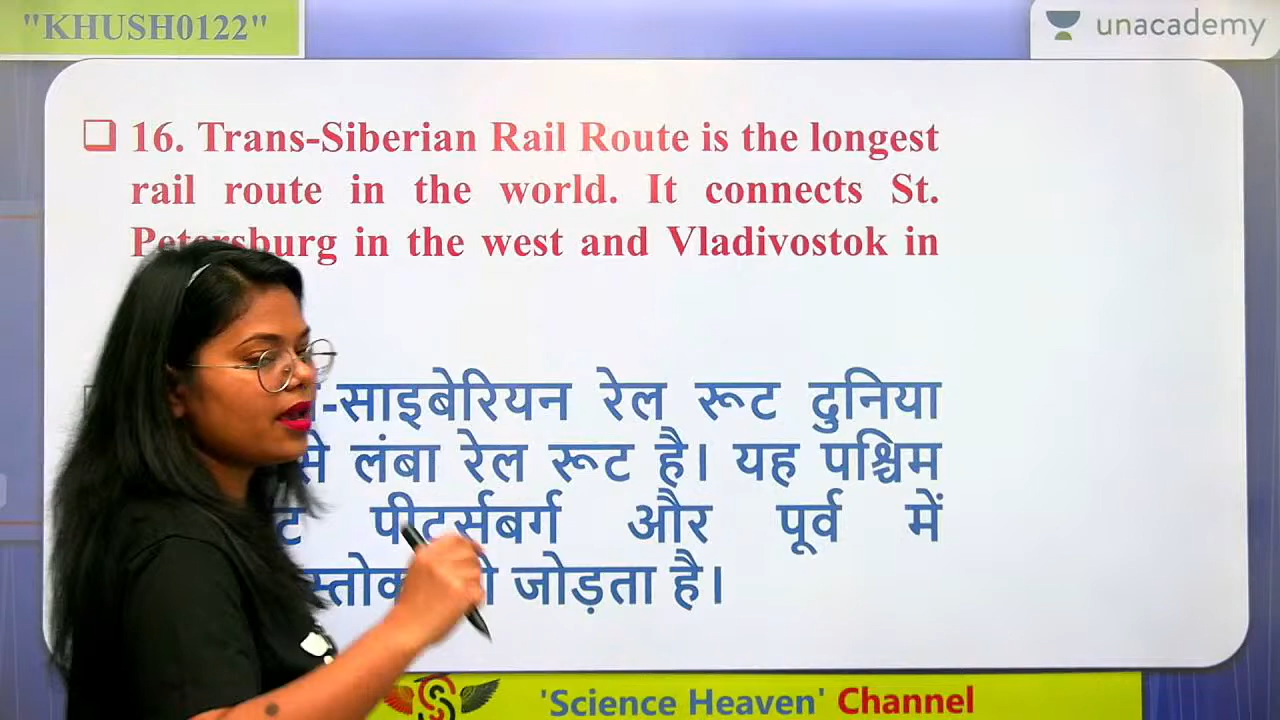 "KHUSH0122"
unacademy
16. Trans-Siberian Rail Route is the longest
rail route in the world. It connects St.
Petersburg in the west and Vladivostok in
-साइबेरियन रेल रूट दुनिया
से लंबा रेल रूट है। यह पश्चिम
पीटर्सबर्ग और पूर्व में
जोड़ता है।
'Science Heaven' Channel